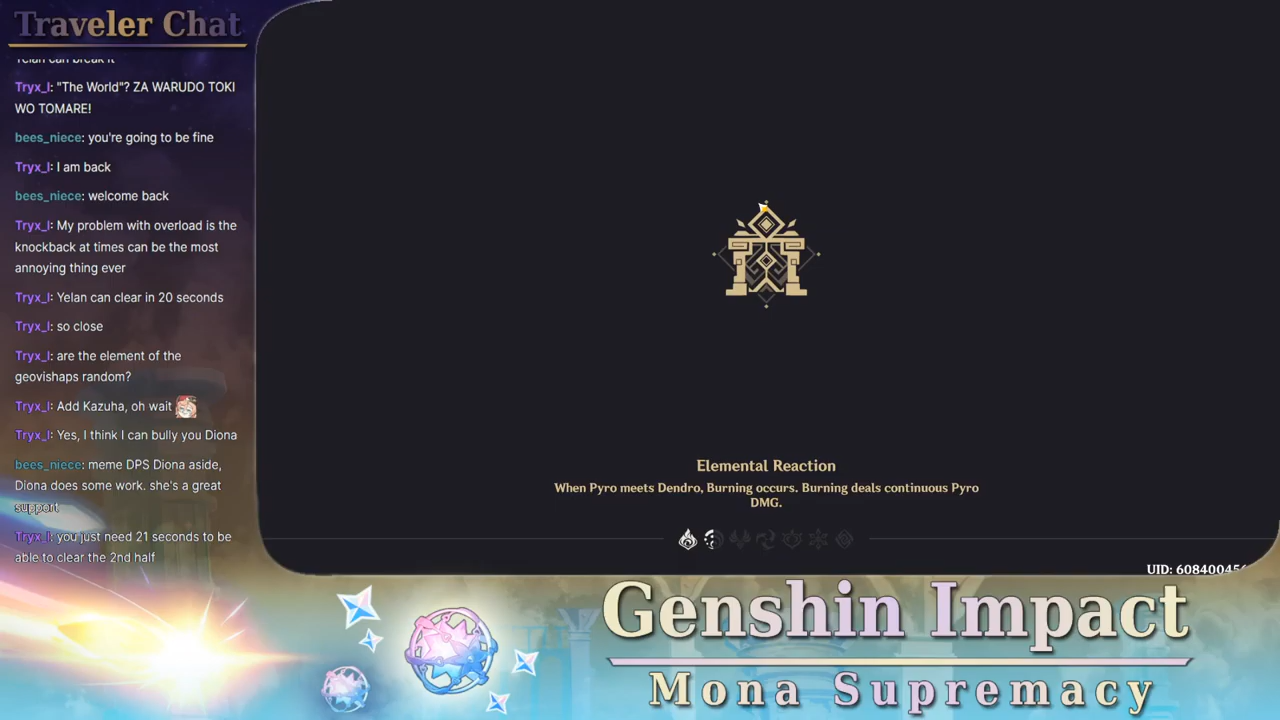 Traveler Chat
Yelan can break it
Tryx_l: "The World"? ZA WARUDO TOKI
WO TOMARE!
bees_niece: you're going to be fine
Tryx_l: I am back
bees_niece: welcome back
Tryx_l: My problem with overload is the
knockback at times can be the most
annoying thing ever
Tryx_l: Yelan can clear in 20 seconds
Tryx_l: so close
Tryx_l: are the element of the
geovishaps random?
Tryx_l: Add Kazuha, oh wait
Tryx_l: Yes, I think I can bully you Diona
bees_niece: meme DPS Diona aside,
Diona does some work. she's a great
support
Tryx_l: you just need 21 seconds to be
able to clear the 2nd half
Elemental Reaction
When Pyro meets Dendro, Burning occurs. Burning deals continuous Pyro
DMG.
UID:
Genshin Impact
Mona Supremacy